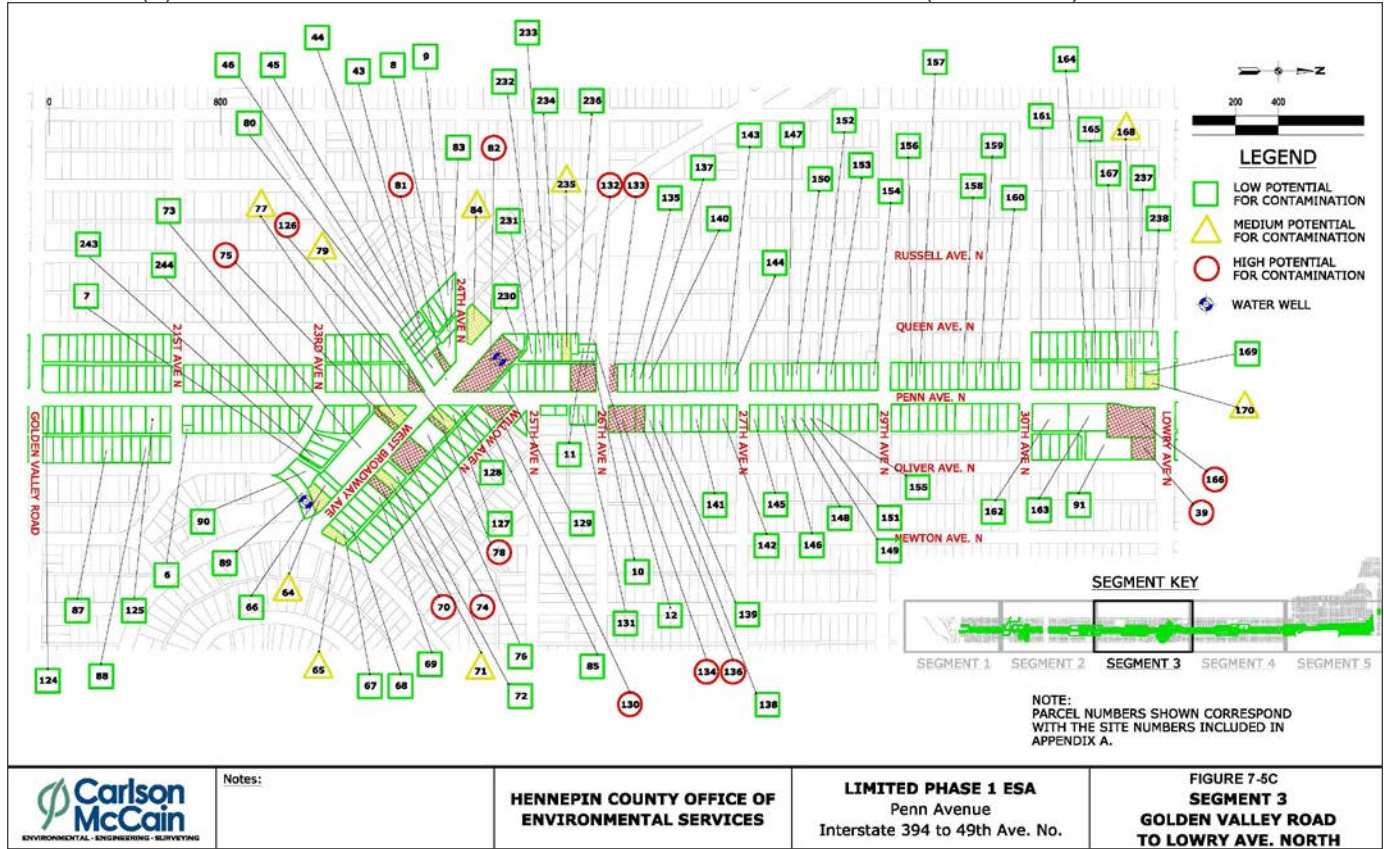 233
44
9
8
43
45
46
232
234
236
157
164
Z
0
800
200 400
80
83
82
143
147
152
161
165
168
156
159
LEGEND
LOW POTENTIAL
FOR CONTAMINATION
MEDIUM POTENTIAL
FOR CONTAMINATION
HIGH POTENTIAL
FOR CONTAMINATION
WATER WELL
137
150
153
167
237
81
235
132
133
135
154
158
160
73
77
126
84
231
140
238
243
75
79
244
144
RUSSELL AVE. N
7
230
24TH AVE N
QUEEN AVE. N
21ST AVE N
23RD AVE N
169
PENN AVE. N
170
GOLDEN VALLEY ROAD
WEST BROADWAY AVE
WILLOW AVE N
25TH AVE N
26TH AVE N
27TH AVE N
29TH AVE N
30TH AVE N
LOWRY AVE N
11
128
OLIVER AVE. N
155
166
90
127
129
141
145
148
151
162
163
91
39
NEWTON AVE. N
89
78
142
146
149
6
10
64
SEGMENT KEY
87
125
66
70
74
131
12
139
SEGMENT 1 SEGMENT 2 SEGMENT 3 SEGMENT 4 SEGMENT 5
124
88
65
67
68
69
71
76
72
85
130
134
136
138
NOTE:
PARCEL NUMBERS SHOWN CORRESPOND
WITH THE SITE NUMBERS INCLUDED IN
APPENDIX A.
Carlson
McCain
ENVIRONMENTAL - ENGINEERING - SURVEYING
Notes:
HENNEPIN COUNTY OFFICE OF
ENVIRONMENTAL SERVICES
LIMITED PHASE 1 ESA
Penn Avenue
Interstate 394 to 49th Ave. No.
FIGURE 7-5C
SEGMENT 3
GOLDEN VALLEY ROAD
TO LOWRY AVE. NORTH